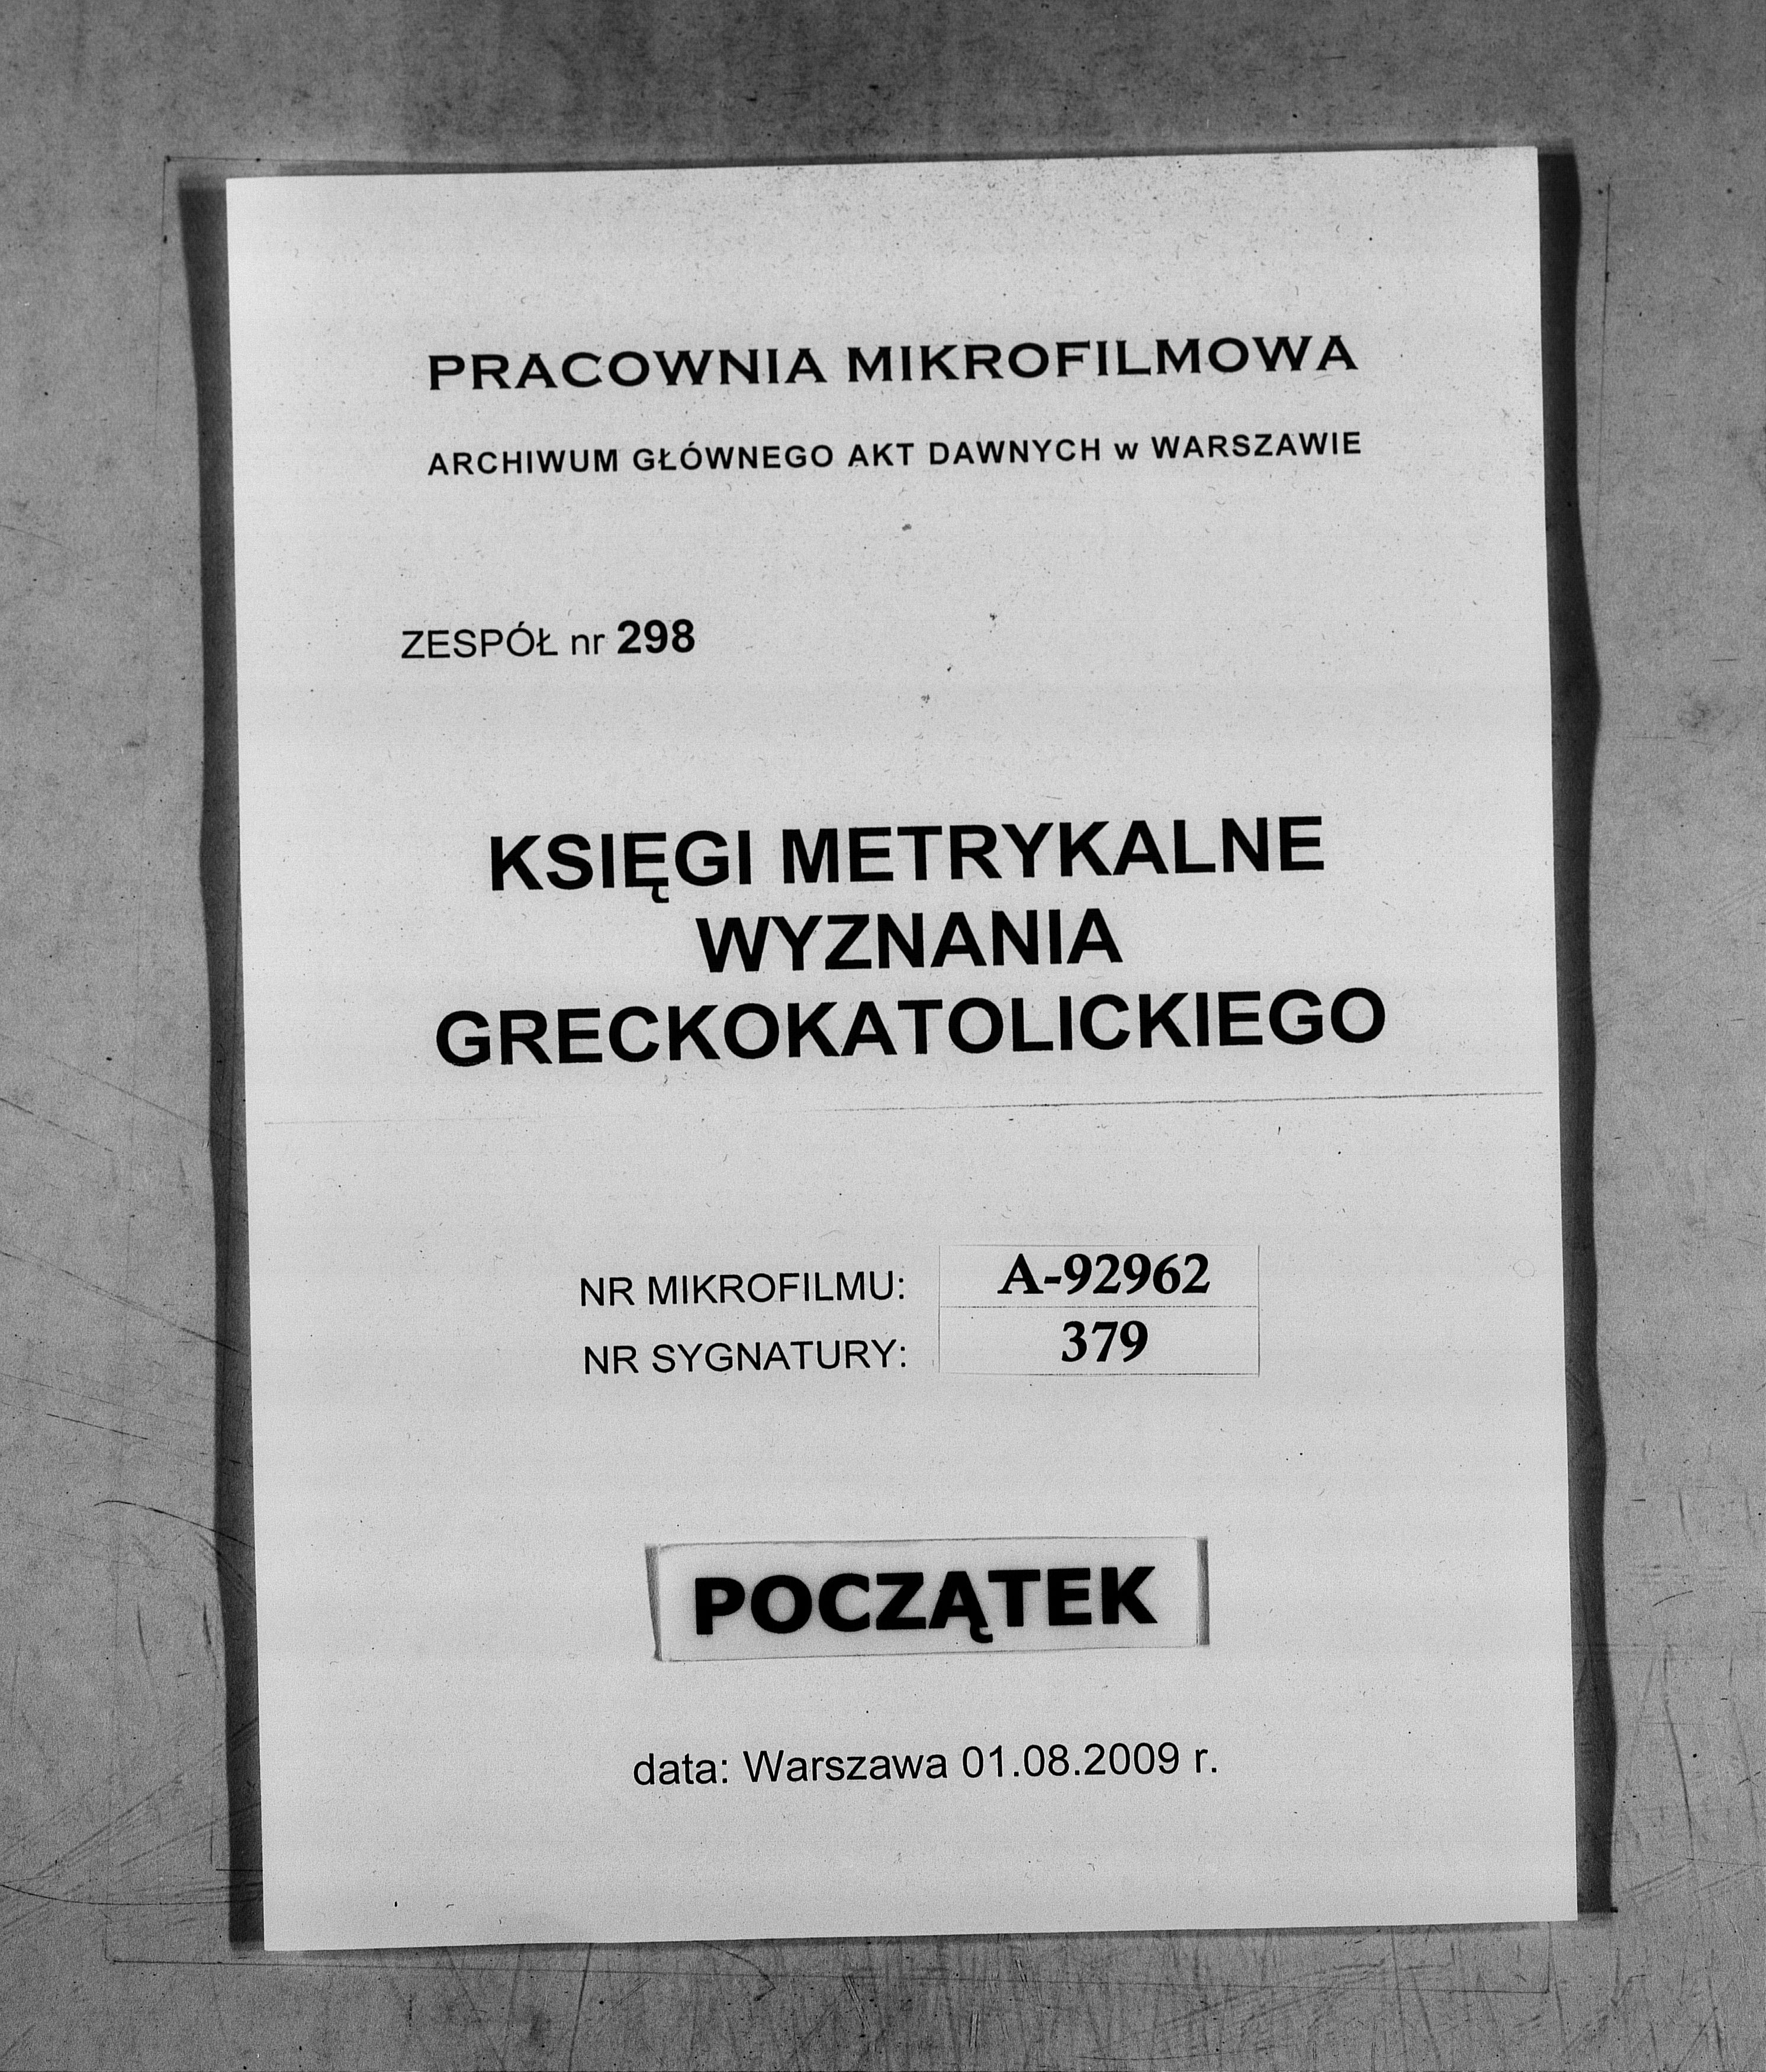 PRACOWNIA MIKROFILMOWA
ARCHIWUM GŁÓWNEGO AKT DAWNYCH w WARSZAWIE
ZESPÓŁ nr 298
KSIĘGI METRYKALNE
WYZNANIA
GRECKOKATOLICKIEGO
NR MIKROFILMU: A-92962
NR SYGNATURY: 379
POCZĄTEK
data: Warszawa 01.08.2009 r.